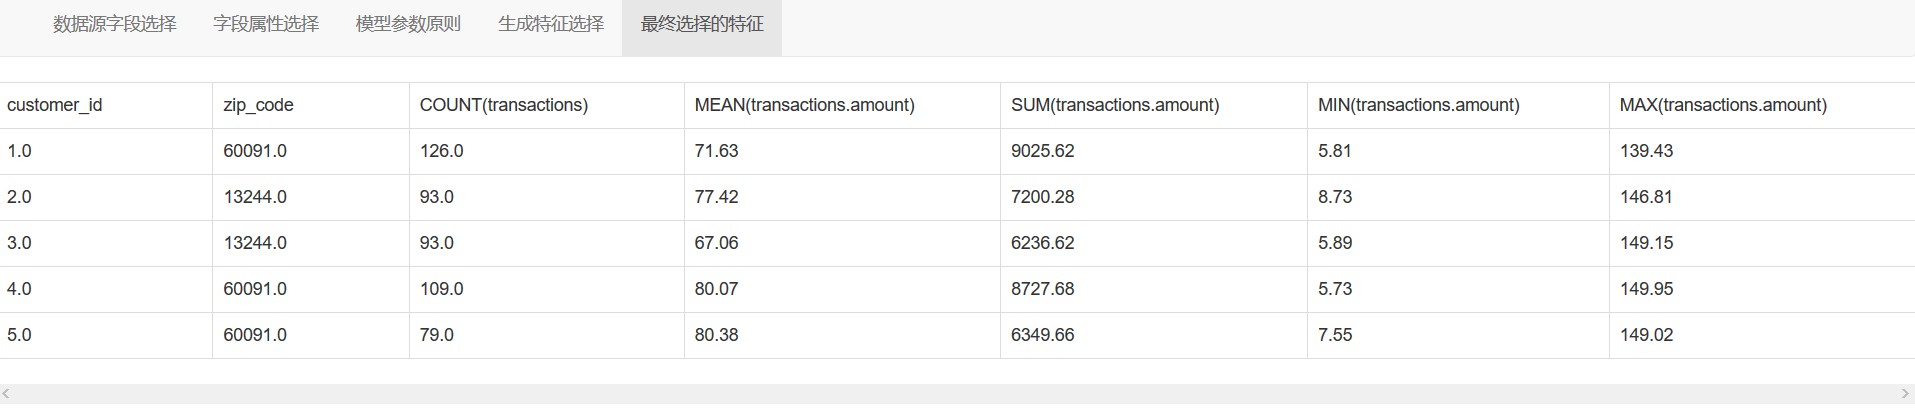 数据源字段选择 字段属性选择 模型参数原则 生成特征选择 最终选择的特征
customer_id zip_code COUNT(transactions) MEAN(transactions.amount) SUM(transactions.amount) MIN(transactions.amount) MAX(transactions.amount)
1.0 60091.0 126.0 71.63 9025.62 5.81 139.43
2.0 13244.0 93.0 77.42 7200.28 8.73 146.81
3.0 13244.0 93.0 67.06 6236.62 5.89 149.15
4.0 60091.0 109.0 80.07 8727.68 5.73 149.95
5.0 60091.0 79.0 80.38 6349.66 7.55 149.02